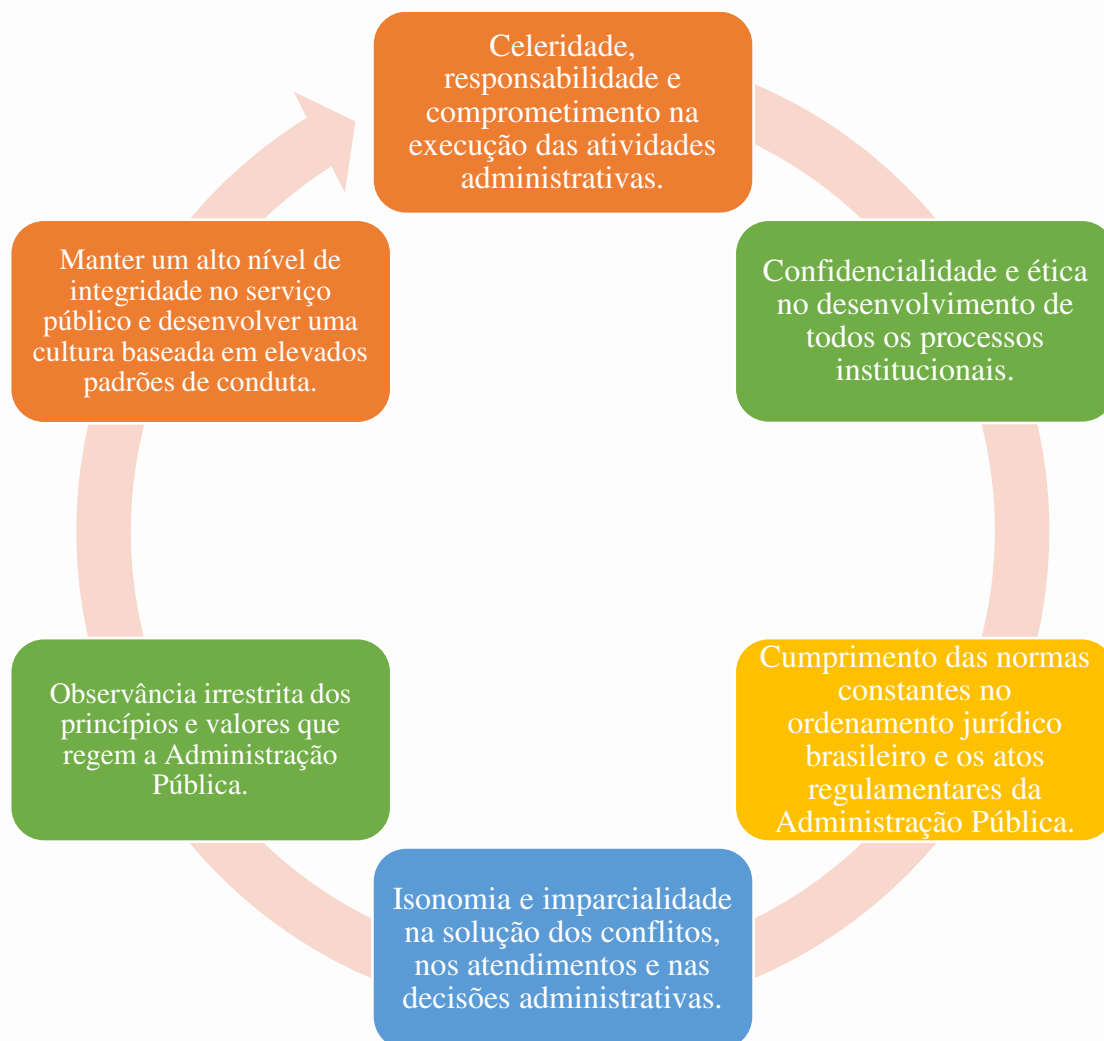 Celeridade,
responsabilidade e
comprometimento na
execução das atividades
administrativas.
Confidencialidade e ética
no desenvolvimento de
todos os processos
institucionais.
Cumprimento das normas
constantes no
ordenamento jurídico
brasileiro e os atos
regulamentares da
Administração Pública.
Isonomia e imparcialidade
na solução dos conflitos,
nos atendimentos e nas
decisões administrativas.
Observância irrestrita dos
princípios e valores que
regem a Administração
Pública.
Manter um alto nível de
integridade no serviço
público e desenvolver uma
cultura baseada em elevados
padrões de conduta.